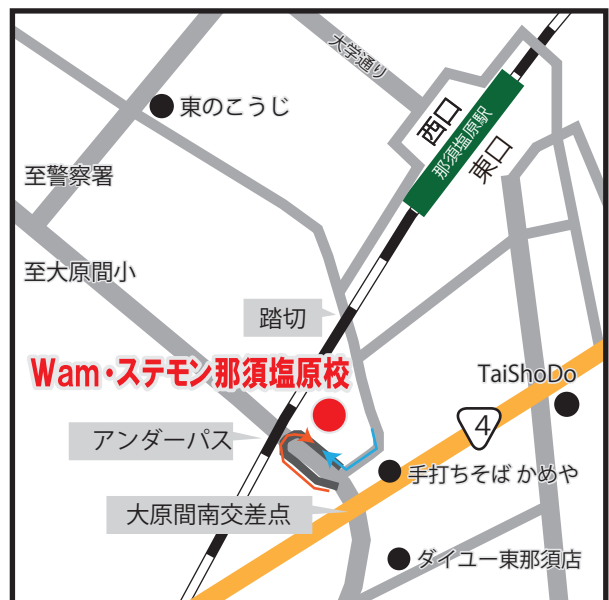 大学通り
東のこうじ
西口
那須塩原駅
東口
至警察署
至大原間小
踏切
Wam・ステモン那須塩原校
TaiShoDo
4
アンダーパス
手打ちそば かめや
大原間南交差点
ダイユー東那須店